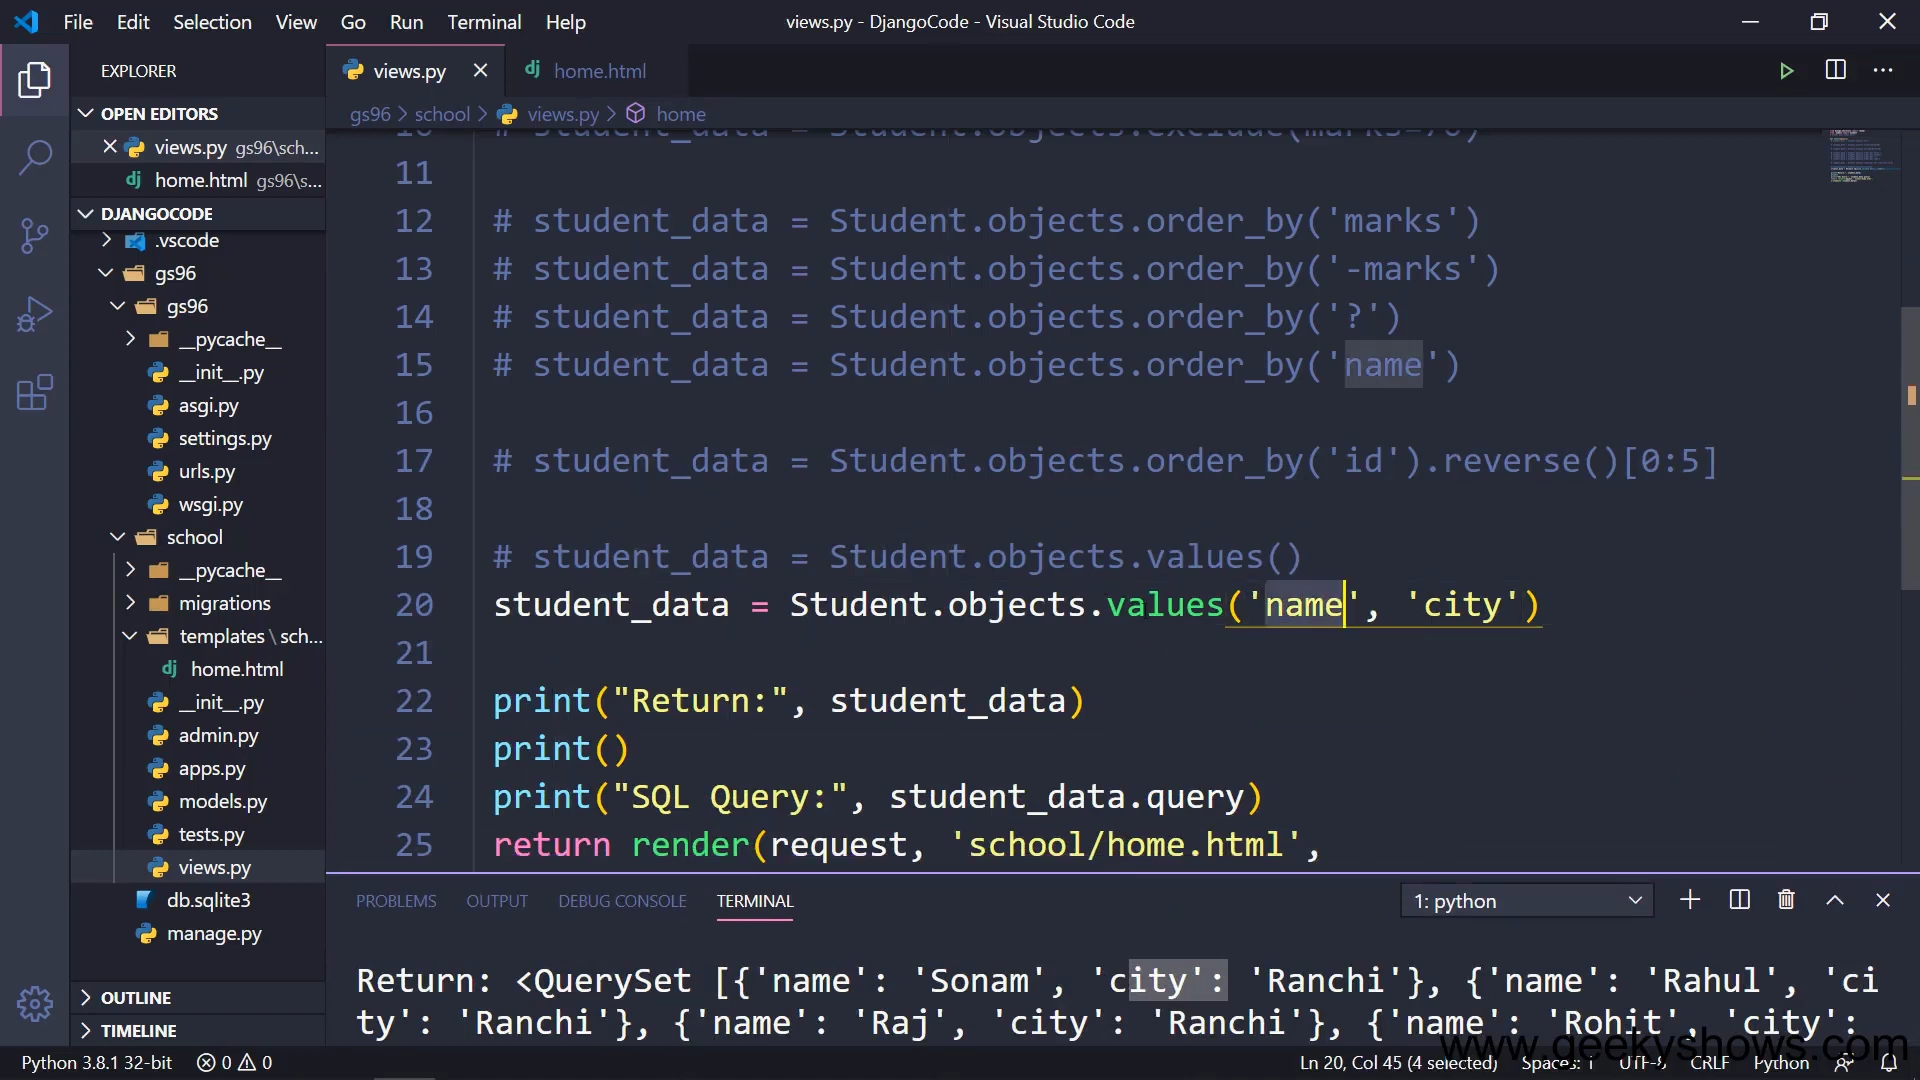 File Edit Selection View Go Run Terminal Help
views.py - DjangoCode - Visual Studio Code
EXPLORER
OPEN EDITORS
views.py gs96\sch...
home.html gs96\s...
DJANGOCODE
.vscode
gs96
gs96
__pycache__
__init__.py
asgi.py
settings.py
urls.py
wsgi.py
school
__pycache__
migrations
templates\sch...
home.html
__init__.py
admin.py
apps.py
models.py
tests.py
views.py
db.sqlite3
manage.py
OUTLINE
TIMELINE
views.py
home.html
gs96 > school > views.py > home
10 # student_data = Student.objects.exclude(marks=70)
11
12 # student_data = Student.objects.order_by('marks')
13 # student_data = Student.objects.order_by('-marks')
14 # student_data = Student.objects.order_by('?')
15 # student_data = Student.objects.order_by('name')
16
17 # student_data = Student.objects.order_by('id').reverse()[0:5]
18
19 # student_data = Student.objects.values()
20 student_data = Student.objects.values('name', 'city')
21
22 print("Return:", student_data)
23 print()
24 print("SQL Query:", student_data.query)
25 return render(request, 'school/home.html',
PROBLEMS OUTPUT DEBUG CONSOLE TERMINAL
1: python
Return: <QuerySet [{'name': 'Sonam', 'city': 'Ranchi'}, {'name': 'Rahul', 'ci
ty': 'Ranchi'}, {'name': 'Raj', 'city': 'Ranchi'}, {'name': 'Rohit', 'city':
www.geekyshows.com
Python 3.8.1 32-bit 0 0
Ln 20, Col 45 (4 selected) Spaces: UTF-8 CRLF Python